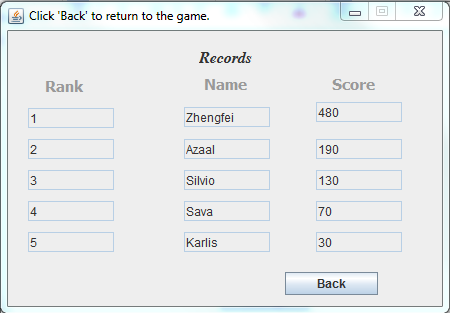 Click 'Back' to return to the game.
Records
Rank Name Score
1 Zhengfei 480
2 Azaal 190
3 Silvio 130
4 Sava 70
5 Karlis 30
Back